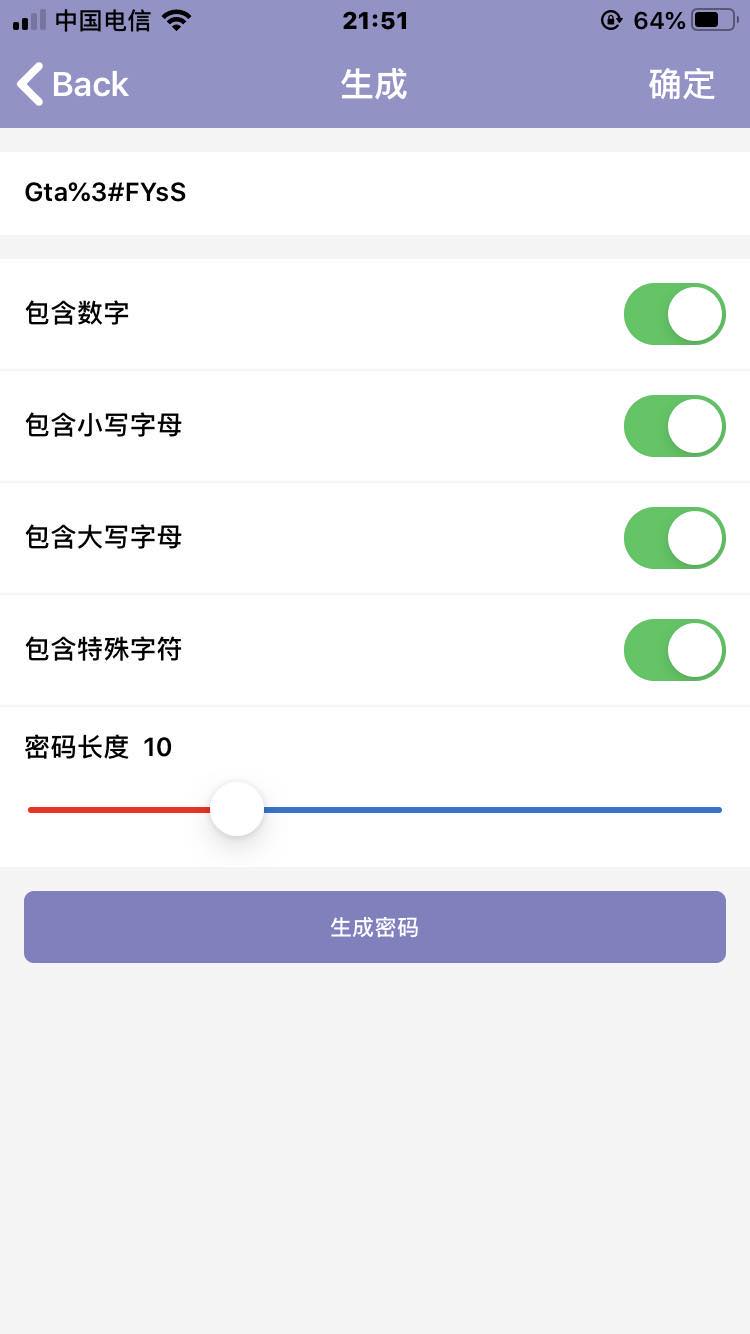 中国电信 21:51 64%
Back 生成 确定
Gta%3#FYsS
包含数字
包含小写字母
包含大写字母
包含特殊字符
密码长度 10
生成密码